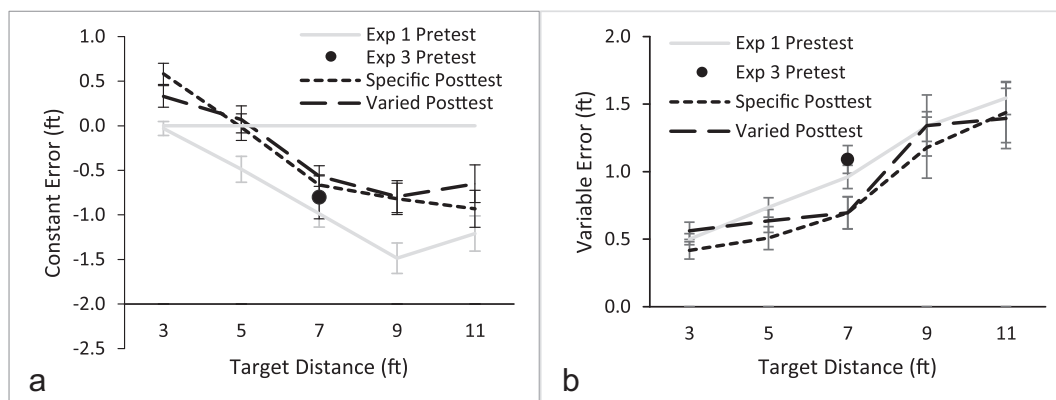 1.0
0.5
0.0
-0.5
-1.0
-1.5
-2.0
-2.5
Constant Error (ft)
Exp 1 Pretest
Exp 3 Pretest
Specific Posttest
Varied Posttest
3 5 7 9 11
Target Distance (ft)
a
2.0
1.5
1.0
0.5
0.0
Variable Error (ft)
Exp 1 Prestest
Exp 3 Pretest
Specific Posttest
Varied Posttest
3 5 7 9 11
Target Distance (ft)
b